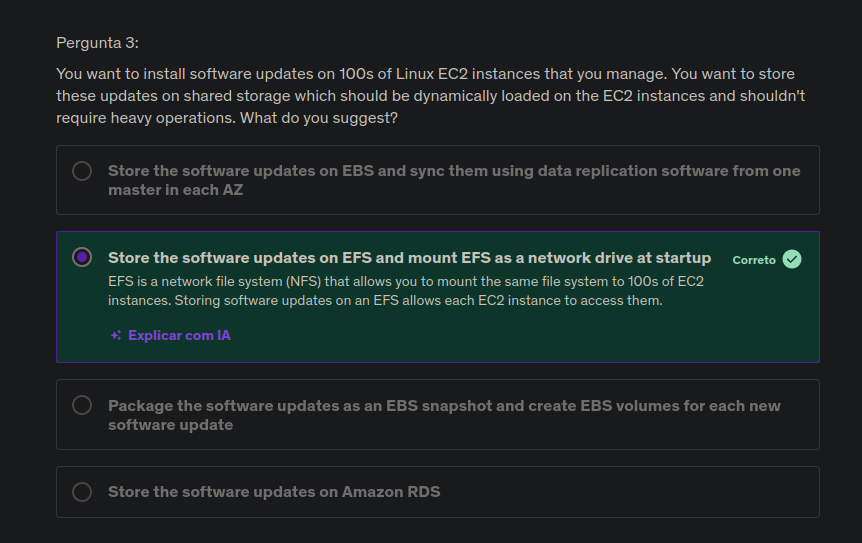 Pergunta 3:
You want to install software updates on 100s of Linux EC2 instances that you manage. You want to store
these updates on shared storage which should be dynamically loaded on the EC2 instances and shouldn't
require heavy operations. What do you suggest?
Store the software updates on EBS and sync them using data replication software from one
master in each AZ
Store the software updates on EFS and mount EFS as a network drive at startup
Correto
EFS is a network file system (NFS) that allows you to mount the same file system to 100s of EC2
instances. Storing software updates on an EFS allows each EC2 instance to access them.
Explicar com IA
Package the software updates as an EBS snapshot and create EBS volumes for each new
software update
Store the software updates on Amazon RDS